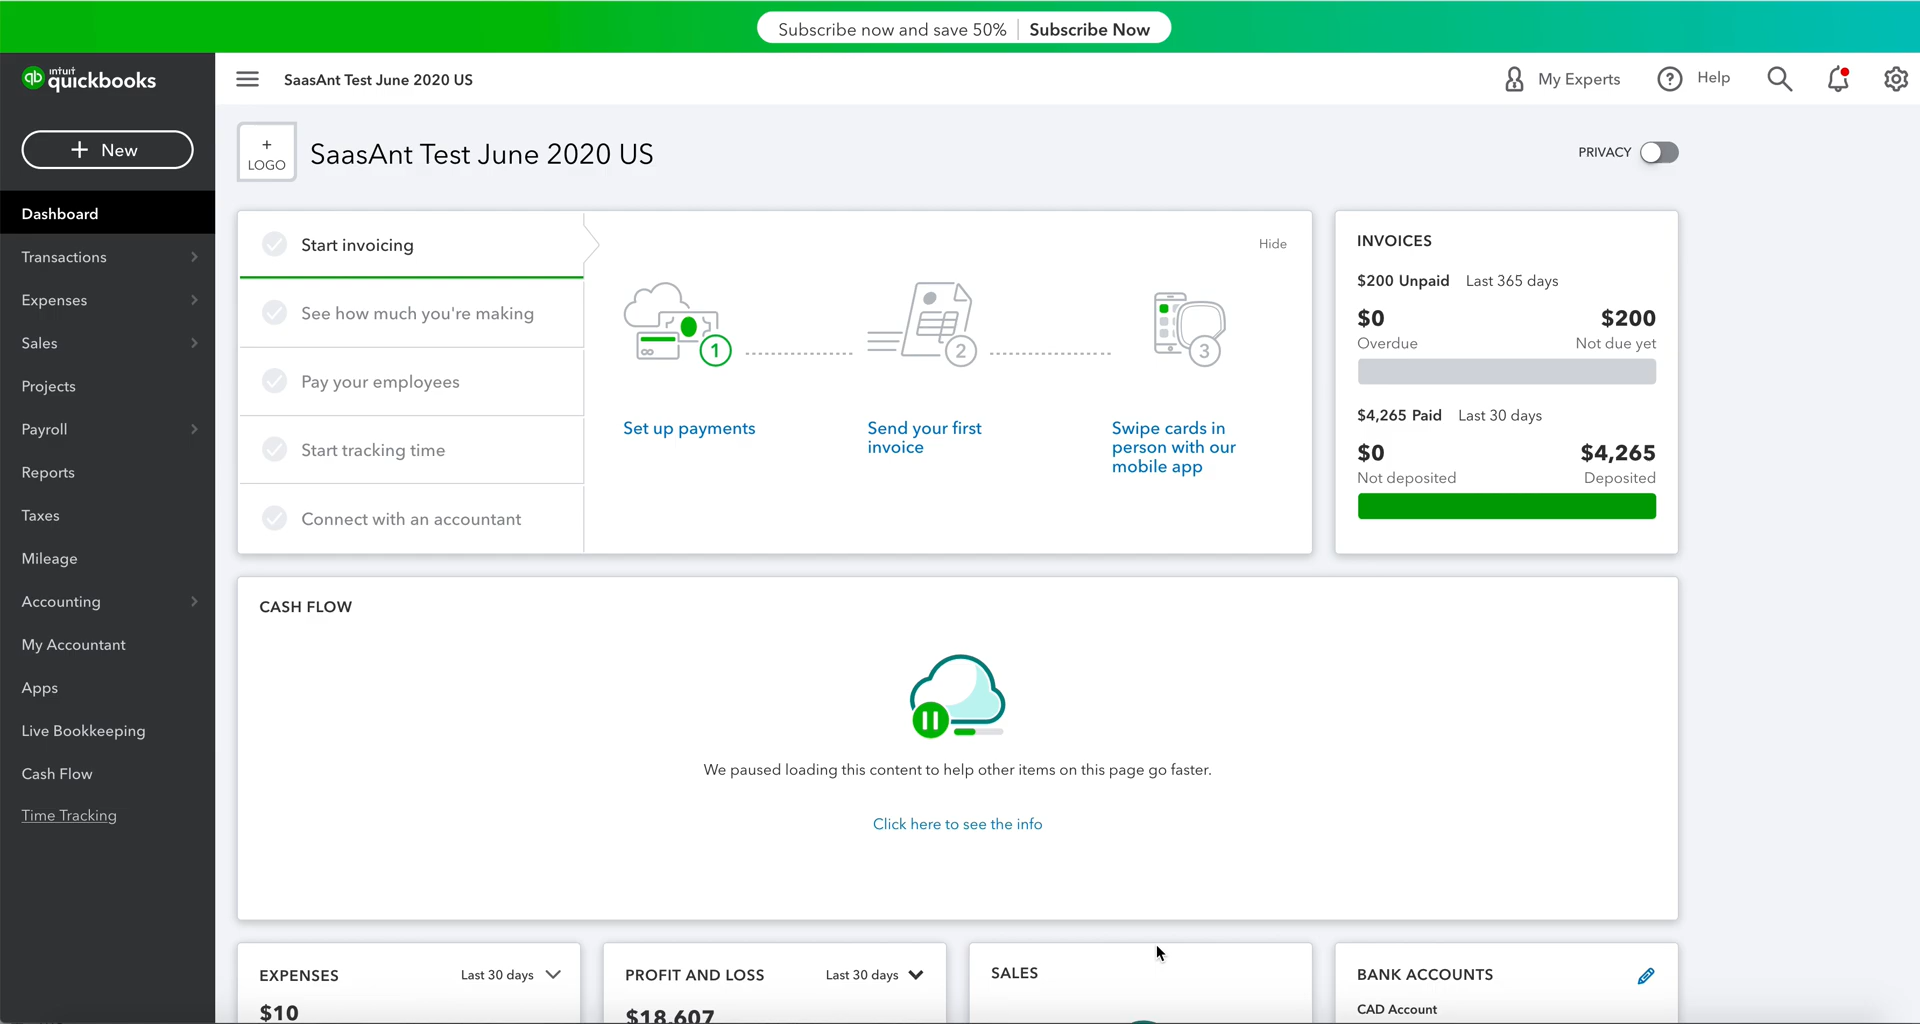 Subscribe now and save 50% Subscribe Now
intuit
quickbooks
SaasAnt Test June 2020 US
My Experts
Help
New
+
LOGO
SaasAnt Test June 2020 US
PRIVACY
Dashboard
Transactions
Expenses
Sales
Projects
Payroll
Reports
Taxes
Mileage
Accounting
My Accountant
Apps
Live Bookkeeping
Cash Flow
Time Tracking
Start invoicing
See how much you're making
Pay your employees
Start tracking time
Connect with an accountant
Hide
1
2
3
Set up payments
Send your first
invoice
Swipe cards in
person with our
mobile app
INVOICES
$200 Unpaid Last 365 days
$0 $200
Overdue Not due yet
$4,265 Paid Last 30 days
$0 $4,265
Not deposited Deposited
CASH FLOW
We paused loading this content to help other items on this page go faster.
Click here to see the info
EXPENSES Last 30 days
$10
PROFIT AND LOSS Last 30 days
$18,607
SALES
BANK ACCOUNTS
CAD Account